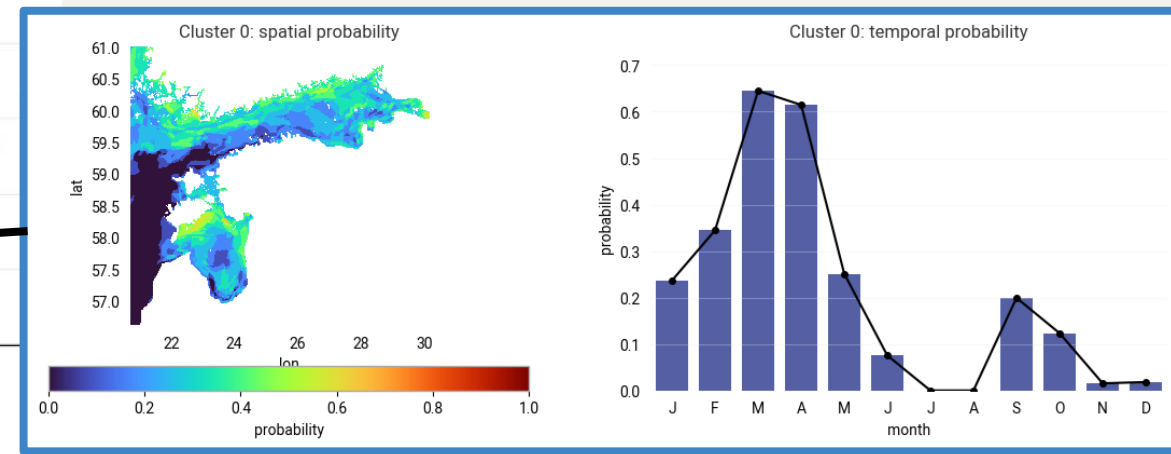 Cluster 0: spatial probability
61.0
60.5
60.0
59.5
59.0
58.5
58.0
57.5
57.0
lat
22 24 26 28 30
lon
0.0 0.2 0.4 0.6 0.8 1.0
probability
Cluster 0: temporal probability
0.7
0.6
0.5
0.4
0.3
0.2
0.1
0.0
probability
J F M A M J J A S O N D
month